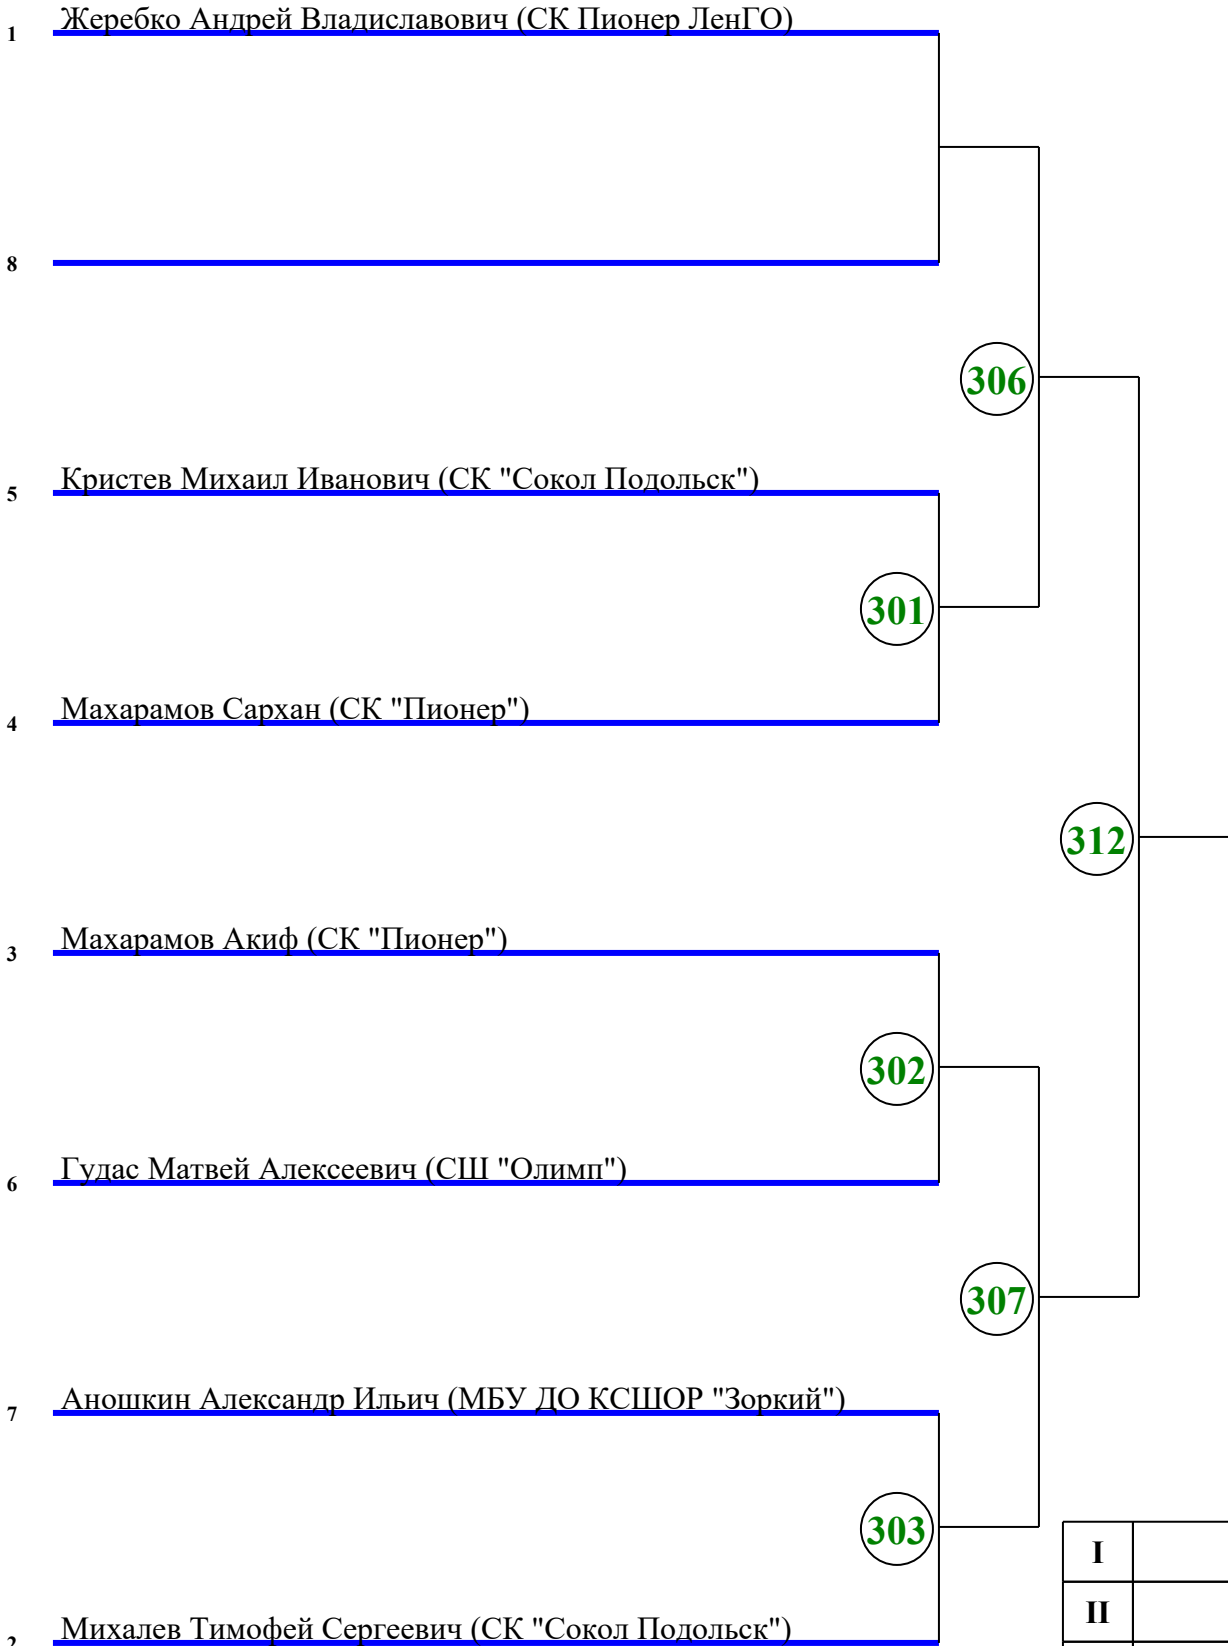 1 Жеребко Андрей Владиславович (СК Пионер ЛенГО)
8
306
5 Кристев Михаил Иванович (СК "Сокол Подольск")
301
4 Махарамов Сархан (СК "Пионер")
312
3 Махарамов Акиф (СК "Пионер")
302
6 Гудас Матвей Алексеевич (СШ "Олимп")
307
7 Аношкин Александр Ильич (МБУ ДО КСШОР "Зоркий")
303
I
II
2 Михалев Тимофей Сергеевич (СК "Сокол Подольск")